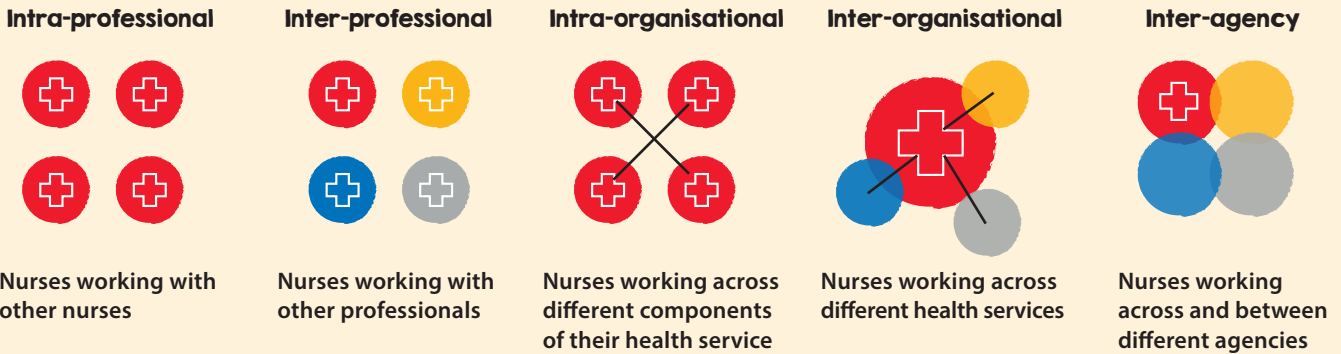 Intra-professional
Inter-professional
Intra-organisational
Inter-organisational
Inter-agency
Nurses working with
other nurses
Nurses working with
other professionals
Nurses working across
different components
of their health service
Nurses working across
different health services
Nurses working
across and between
different agencies